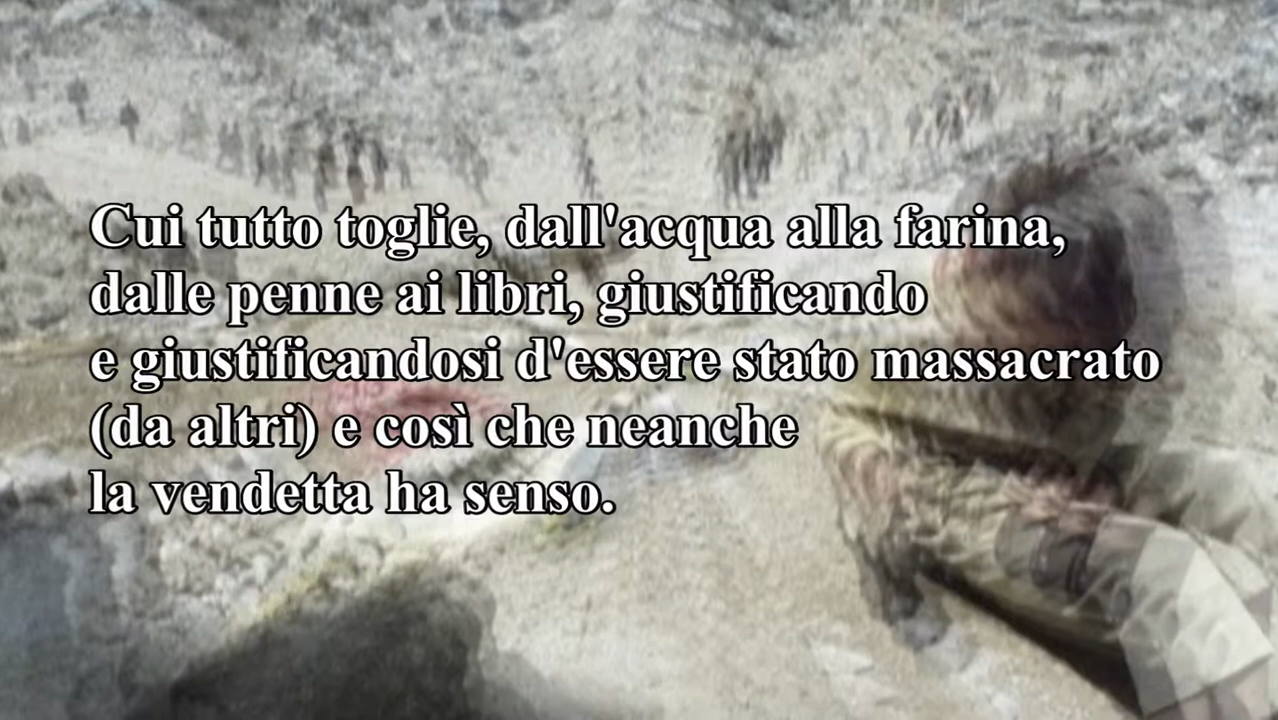 Cui tutto toglie, dall'acqua alla farina,
dalle penne ai libri, giustificando
e giustificandosi d'essere stato massacrato
(da altri) e così che neanche
la vendetta ha senso.